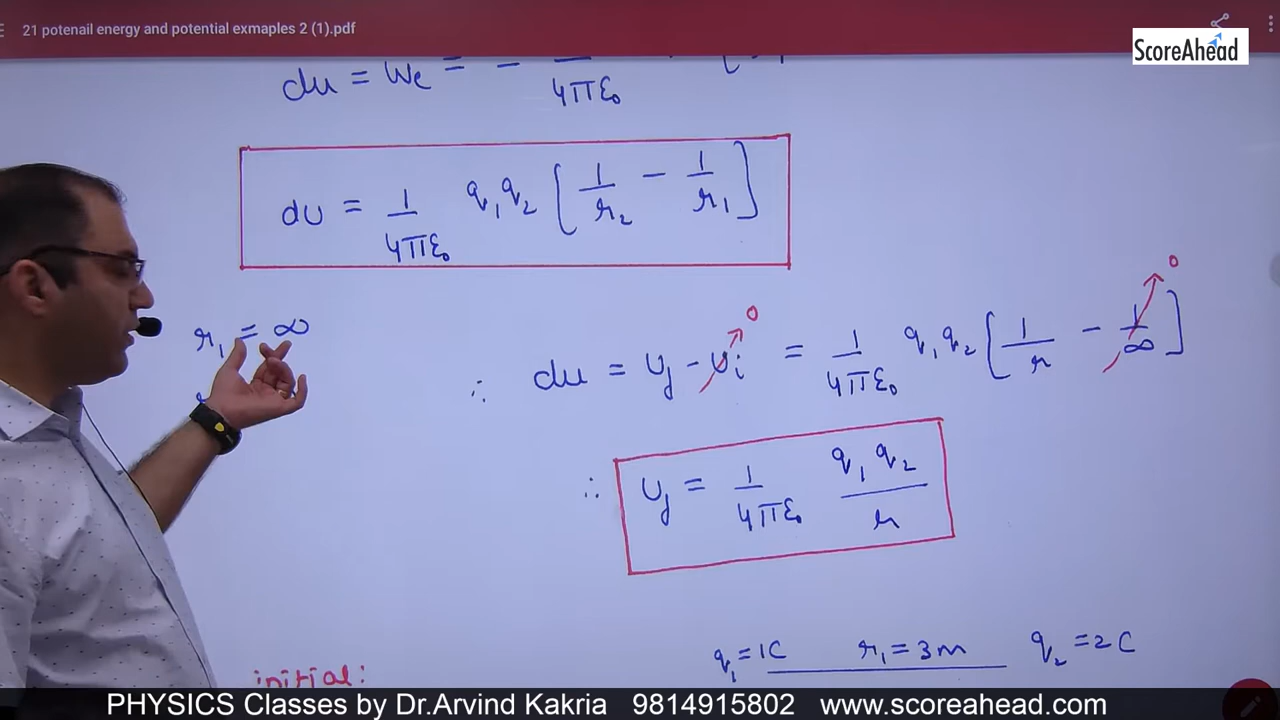 21 potenail energy and potential exmaples 2 (1).pdf
ScoreAhead
du = We = -
4πε₀
du = 1/4πε₀ q₁q₂ [1/r₂ - 1/r₁]
r₁ = ∞
∴ du = Uf - Ui → 0 = 1/4πε₀ q₁q₂ [1/r - 1/∞ → 0]
∴ Uf = 1/4πε₀ q₁q₂/r
initial:
q₁=1C r₁=3m q₂=2C
PHYSICS Classes by Dr.Arvind Kakria 9814915802 www.scoreahead.com